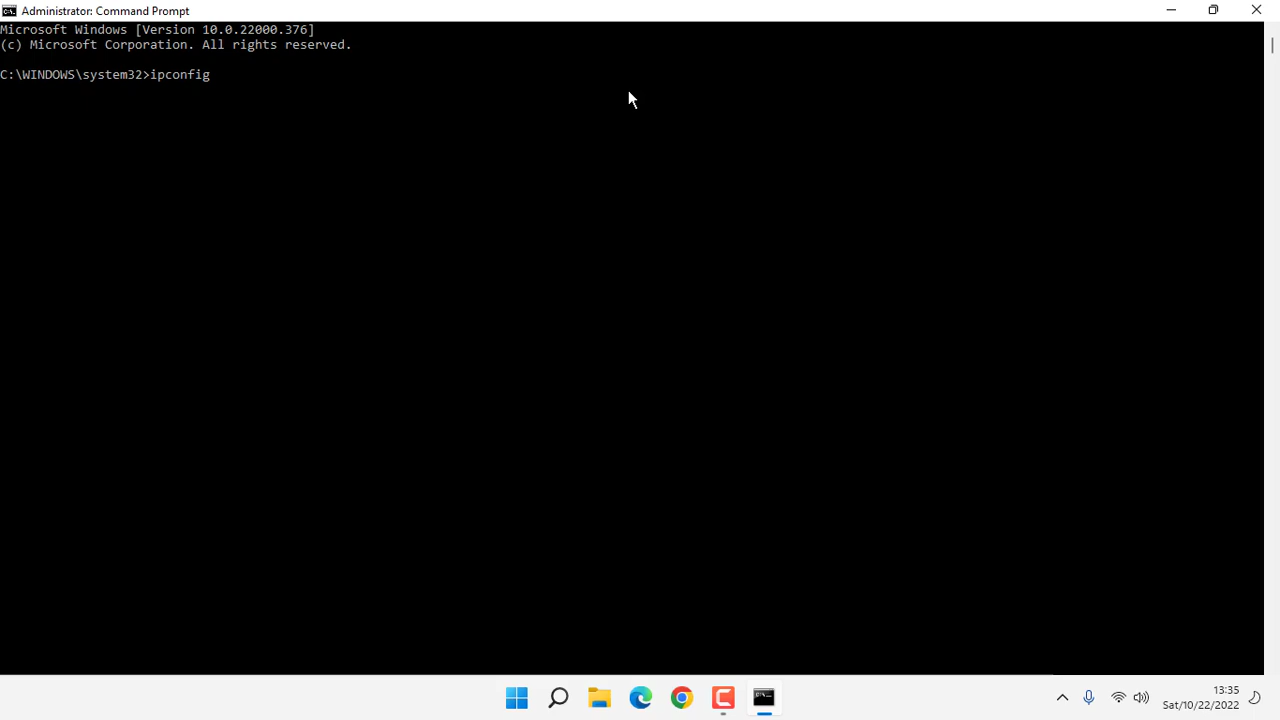 Administrator: Command Prompt
Microsoft Windows [Version 10.0.22000.376]
(c) Microsoft Corporation. All rights reserved.
C:\WINDOWS\system32>ipconfig
13:35
Sat/10/22/2022